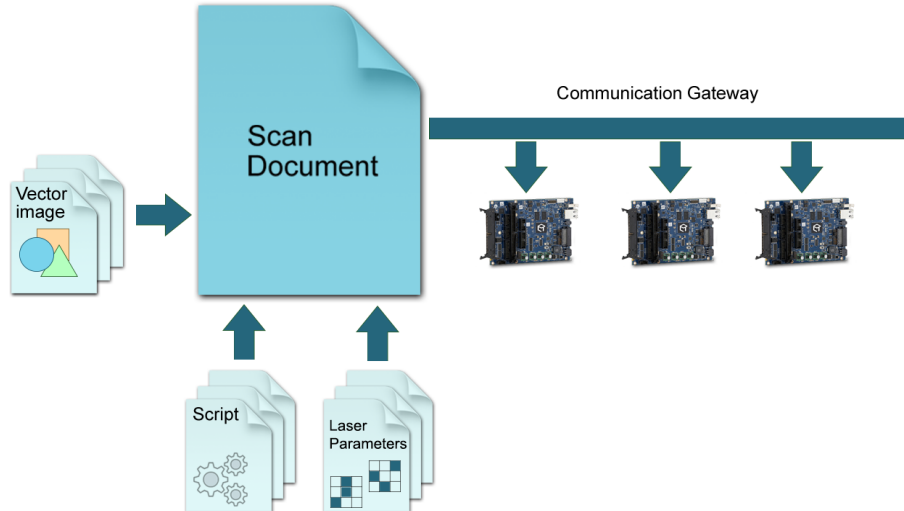 Communication Gateway
Scan
Document
Vector
image
Script
Laser
Parameters